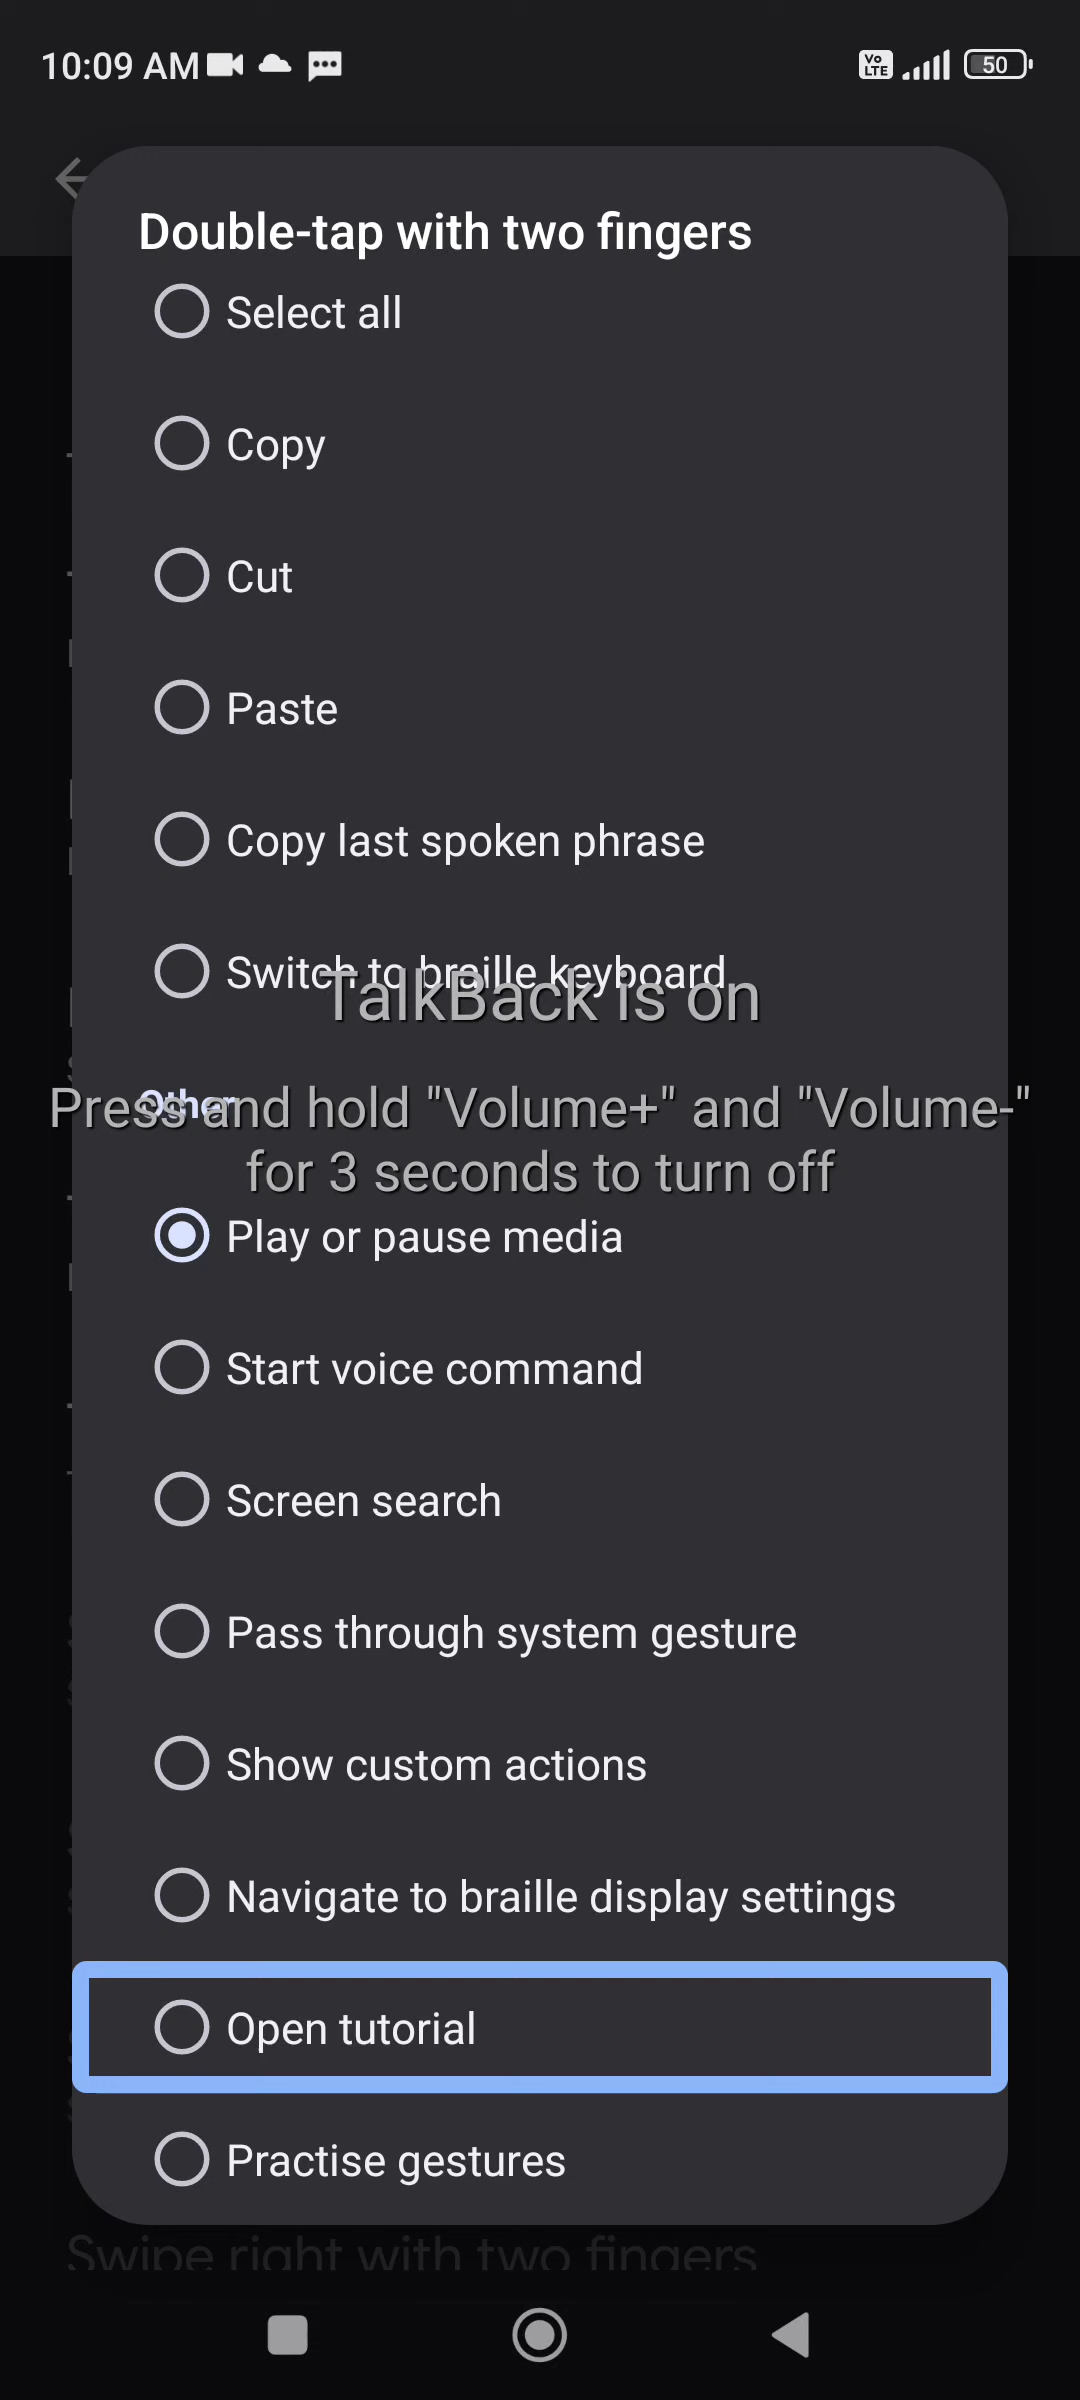 10:09 AM
Vo LTE
50
Double-tap with two fingers
Select all
Copy
Cut
Paste
Copy last spoken phrase
Switch to braille keyboard
TalkBack is on
Other
Press and hold "Volume+" and "Volume-"
for 3 seconds to turn off
Play or pause media
Start voice command
Screen search
Pass through system gesture
Show custom actions
Navigate to braille display settings
Open tutorial
Practise gestures
Swipe right with two fingers